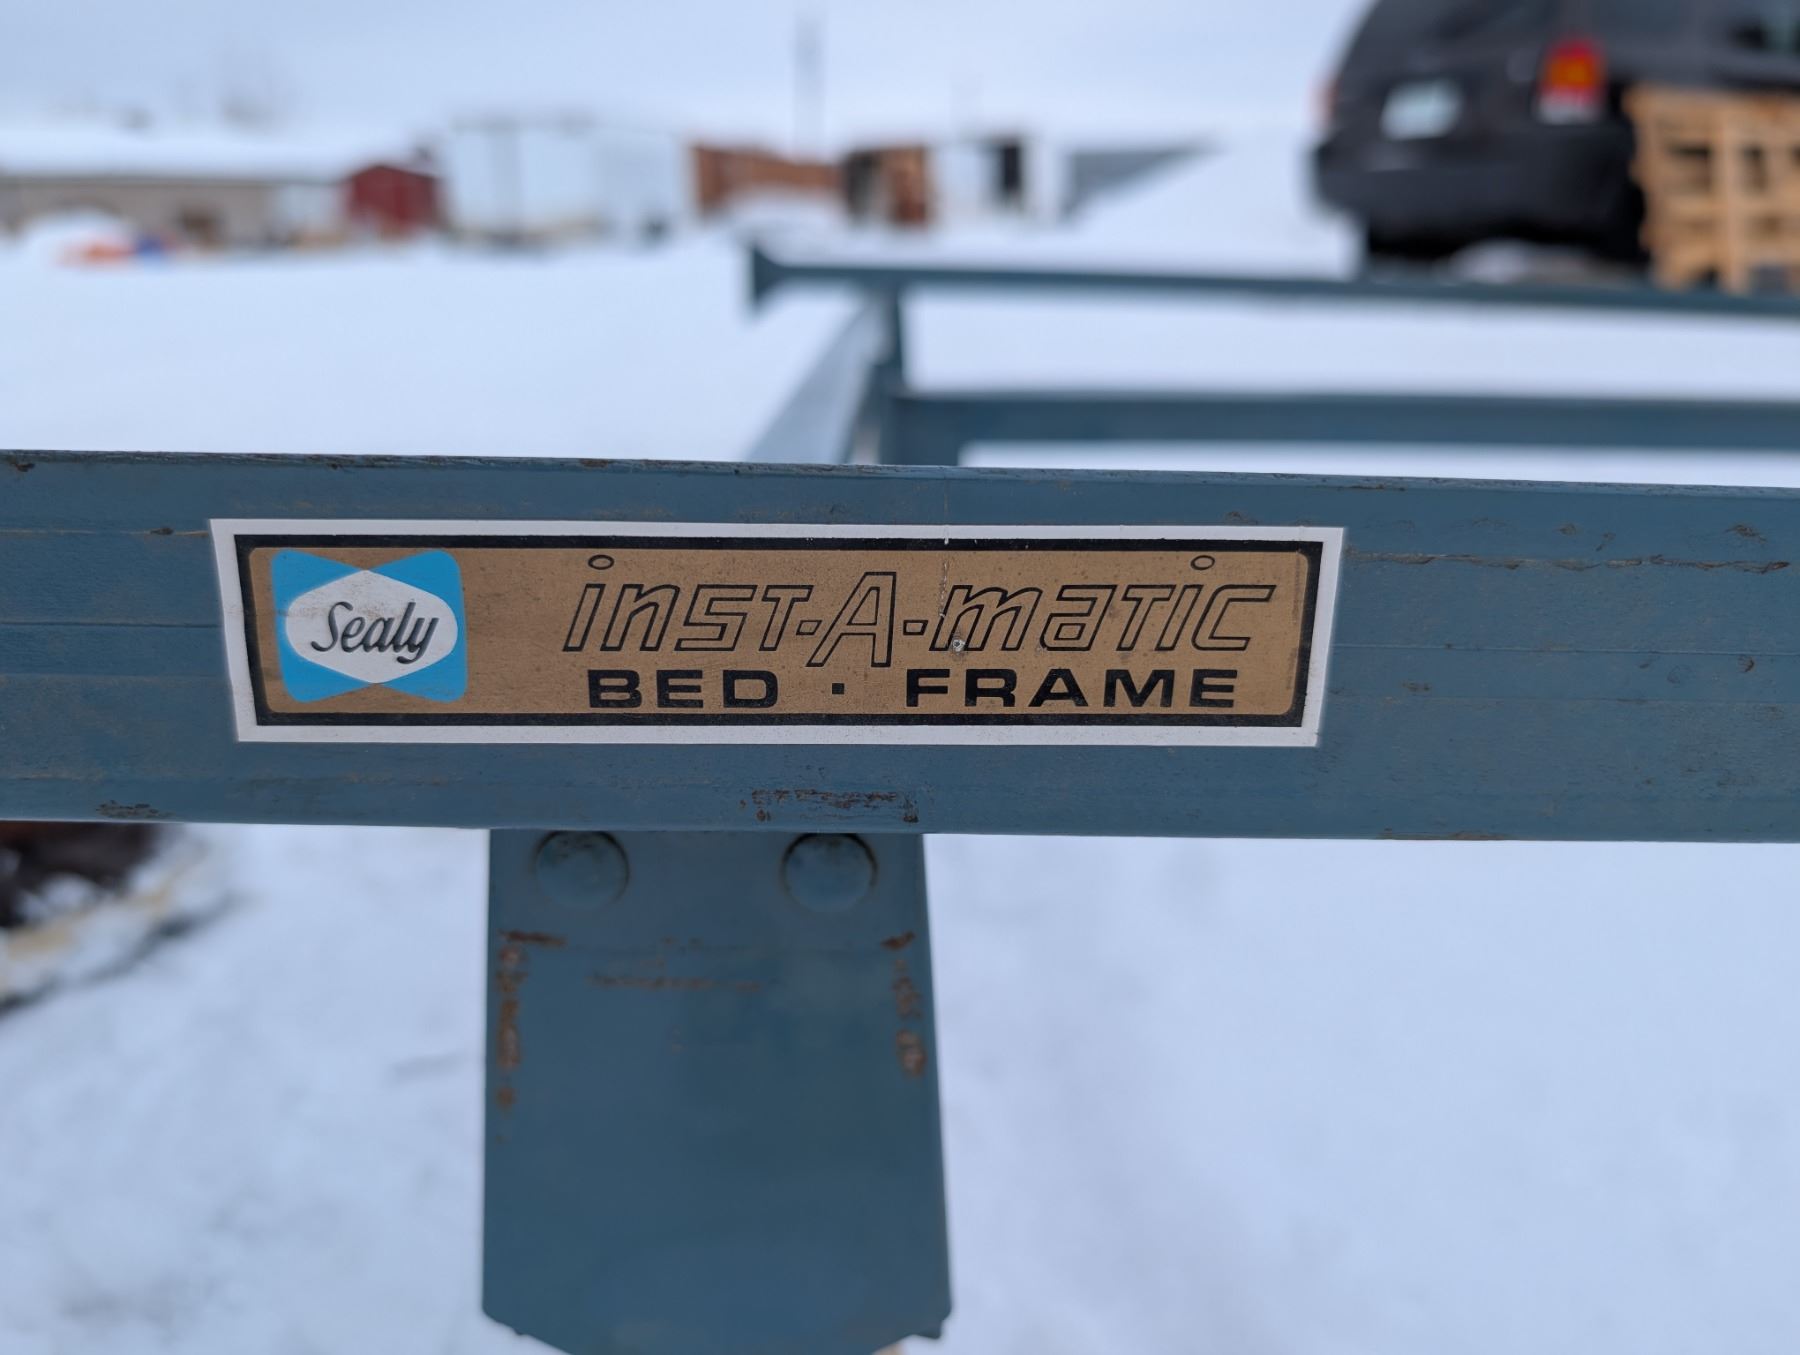 Sealy
inst-A-matic
BED · FRAME